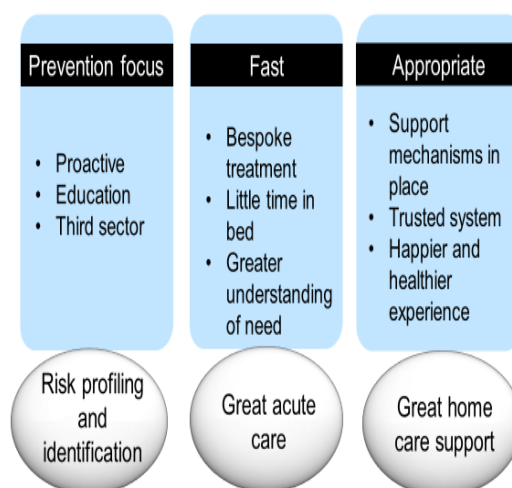 Prevention focus
• Proactive
• Education
• Third sector
Risk profiling
and
identification
Fast
• Bespoke
treatment
• Little time in
bed
• Greater
understanding
of need
Great acute
care
Appropriate
• Support
mechanisms in
place
• Trusted system
• Happier and
healthier
experience
Great home
care support